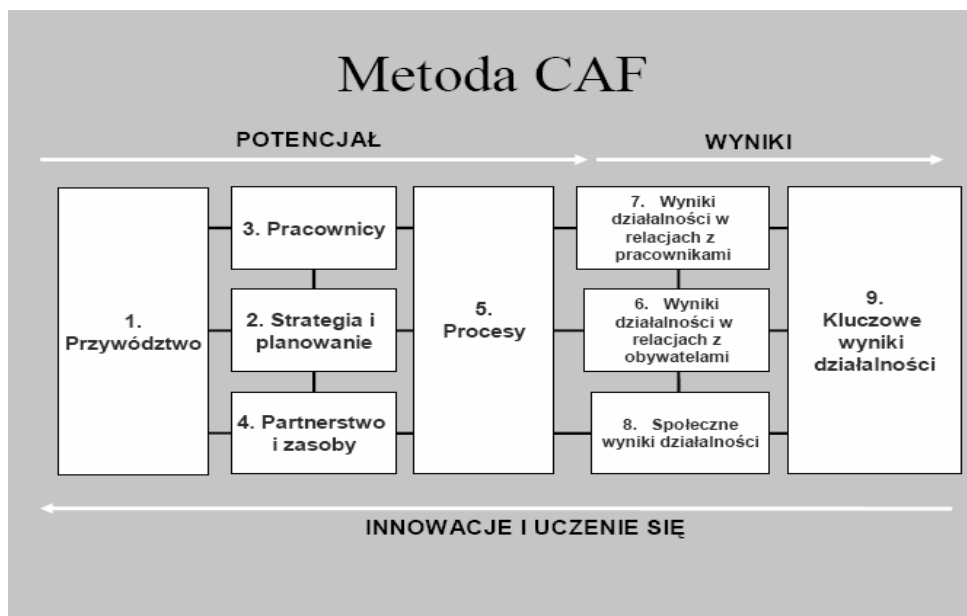 Metoda CAF
POTENCJAŁ
WYNIKI
1.
Przywództwo
3. Pracownicy
2. Strategia i
planowanie
4. Partnerstwo
i zasoby
5.
Procesy
7. Wyniki
działalności w
relacjach z
pracownikami
6. Wyniki
działalności w
relacjach z
obywatelami
8. Społeczne
wyniki działalności
9.
Kluczowe
wyniki
działalności
INNOWACJE I UCZENIE SIĘ